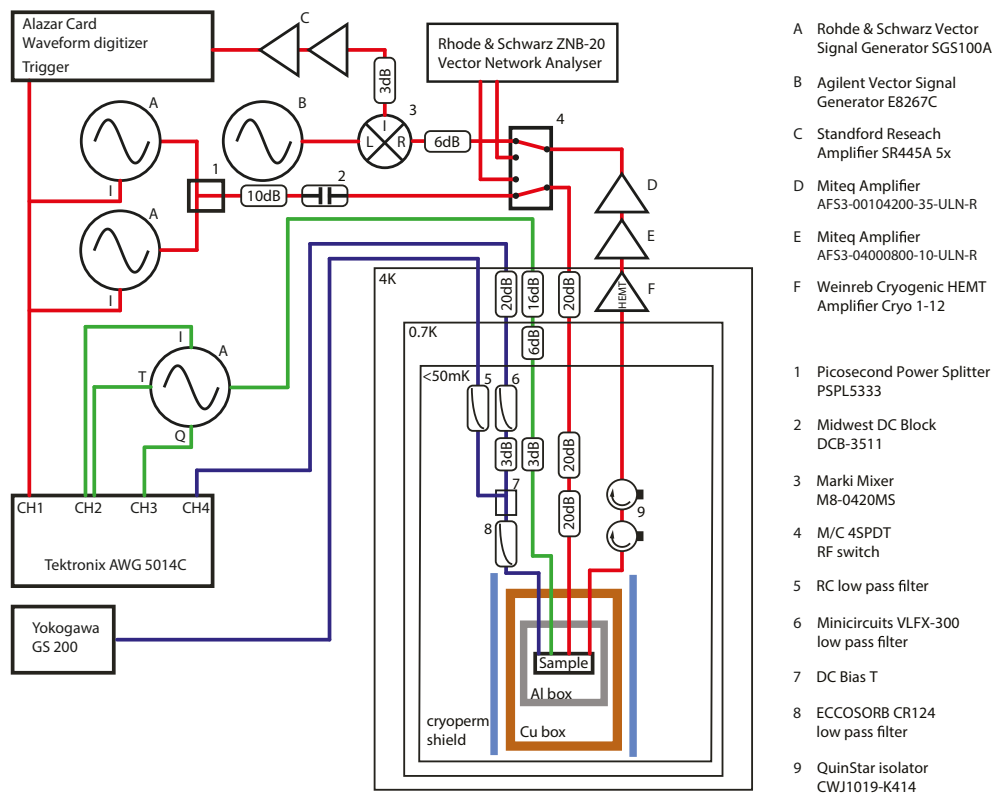 Alazar Card
Waveform digitizer
Trigger
C
3dB
Rhode & Schwarz ZNB-20
Vector Network Analyser
A
B
3
I
L
R
6dB
4
I
1
10dB
2
A
I
D
E
F
HEMT
4K
20dB
16dB
20dB
0.7K
6dB
<50mK
5
6
I
A
T
Q
3dB
3dB
20dB
7
20dB
9
8
CH1
CH2
CH3
CH4
Tektronix AWG 5014C
Yokogawa
GS 200
Sample
Al box
Cu box
cryoperm
shield
A Rohde & Schwarz Vector
Signal Generator SGS100A
B Agilent Vector Signal
Generator E8267C
C Standford Reseach
Amplifier SR445A 5x
D Miteq Amplifier
AFS3-00104200-35-ULN-R
E Miteq Amplifier
AFS3-04000800-10-ULN-R
F Weinreb Cryogenic HEMT
Amplifier Cryo 1-12
1 Picosecond Power Splitter
PSPL5333
2 Midwest DC Block
DCB-3511
3 Marki Mixer
M8-0420MS
4 M/C 4SPDT
RF switch
5 RC low pass filter
6 Minicircuits VLFX-300
low pass filter
7 DC Bias T
8 ECCOSORB CR124
low pass filter
9 QuinStar isolator
CWJ1019-K414